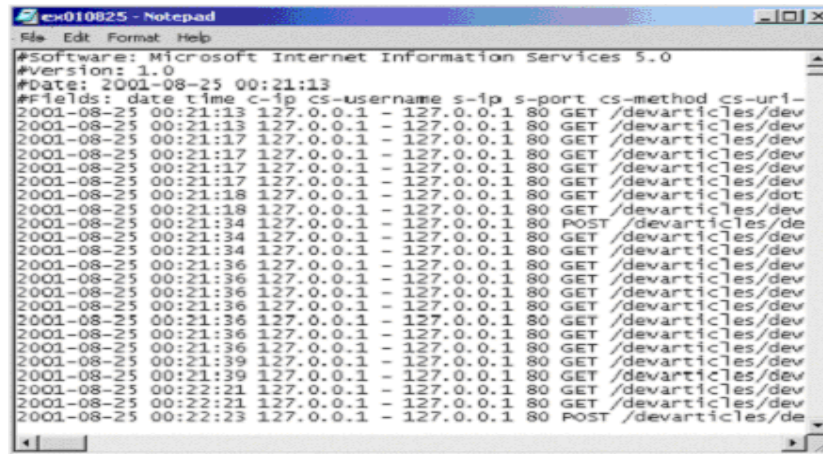 ex010825 - Notepad
File Edit Format Help
#Software: Microsoft Internet Information Services 5.0
#Version: 1.0
#Date: 2001-08-25 00:21:13
#Fields: date time c-ip cs-username s-ip s-port cs-method cs-uri-
2001-08-25 00:21:13 127.0.0.1 - 127.0.0.1 80 GET /devarticles/dev
2001-08-25 00:21:13 127.0.0.1 - 127.0.0.1 80 GET /devarticles/dev
2001-08-25 00:21:17 127.0.0.1 - 127.0.0.1 80 GET /devarticles/dev
2001-08-25 00:21:17 127.0.0.1 - 127.0.0.1 80 GET /devarticles/dev
2001-08-25 00:21:17 127.0.0.1 - 127.0.0.1 80 GET /devarticles/dev
2001-08-25 00:21:17 127.0.0.1 - 127.0.0.1 80 GET /devarticles/dev
2001-08-25 00:21:18 127.0.0.1 - 127.0.0.1 80 GET /devarticles/dot
2001-08-25 00:21:18 127.0.0.1 - 127.0.0.1 80 GET /devarticles/dev
2001-08-25 00:21:34 127.0.0.1 - 127.0.0.1 80 POST /devarticles/de
2001-08-25 00:21:34 127.0.0.1 - 127.0.0.1 80 GET /devarticles/dev
2001-08-25 00:21:34 127.0.0.1 - 127.0.0.1 80 GET /devarticles/dev
2001-08-25 00:21:36 127.0.0.1 - 127.0.0.1 80 GET /devarticles/dev
2001-08-25 00:21:36 127.0.0.1 - 127.0.0.1 80 GET /devarticles/dev
2001-08-25 00:21:36 127.0.0.1 - 127.0.0.1 80 GET /devarticles/dev
2001-08-25 00:21:36 127.0.0.1 - 127.0.0.1 80 GET /devarticles/dev
2001-08-25 00:21:36 127.0.0.1 - 127.0.0.1 80 GET /devarticles/dev
2001-08-25 00:21:36 127.0.0.1 - 127.0.0.1 80 GET /devarticles/dev
2001-08-25 00:21:36 127.0.0.1 - 127.0.0.1 80 GET /devarticles/dev
2001-08-25 00:21:39 127.0.0.1 - 127.0.0.1 80 GET /devarticles/dev
2001-08-25 00:21:39 127.0.0.1 - 127.0.0.1 80 GET /devarticles/dev
2001-08-25 00:22:21 127.0.0.1 - 127.0.0.1 80 GET /devarticles/dev
2001-08-25 00:22:21 127.0.0.1 - 127.0.0.1 80 GET /devarticles/dev
2001-08-25 00:22:23 127.0.0.1 - 127.0.0.1 80 POST /devarticles/de